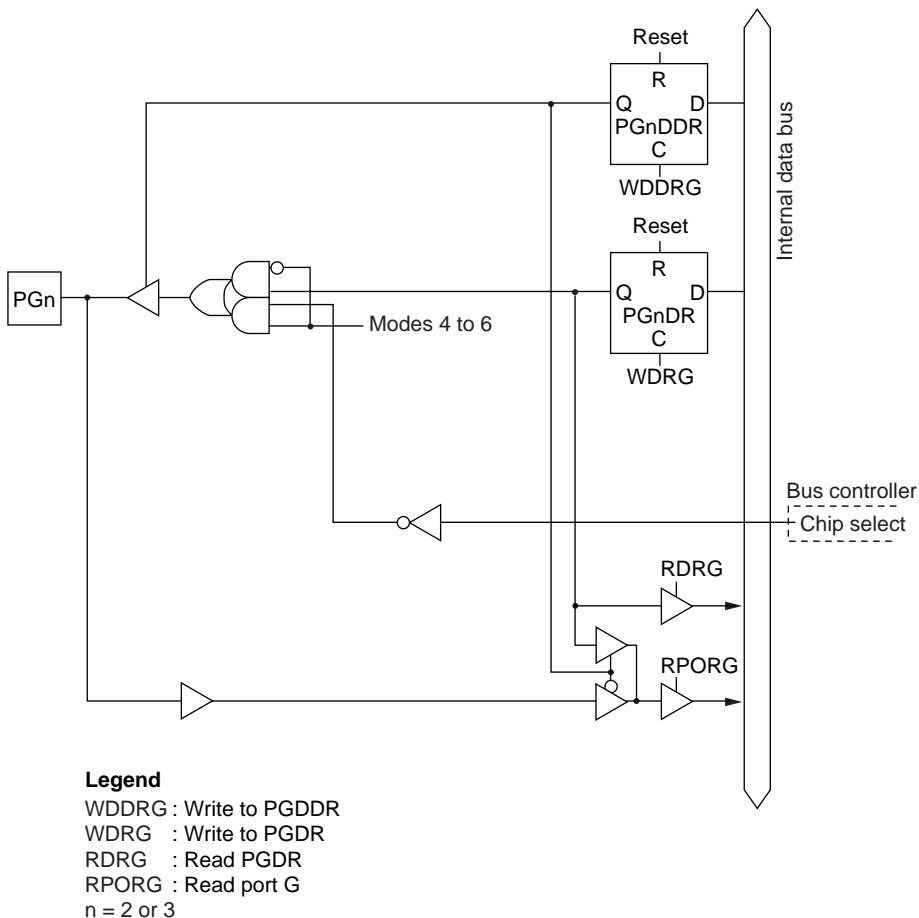 Reset
R
Q D
PGnDDR
C
WDDRG
Internal data bus
Reset
R
Q D
PGnDR
C
WDRG
PGn
Modes 4 to 6
Bus controller
Chip select
RDRG
RPORG
Legend
WDDRG : Write to PGDDR
WDRG : Write to PGDR
RDRG : Read PGDR
RPORG : Read port G
n = 2 or 3